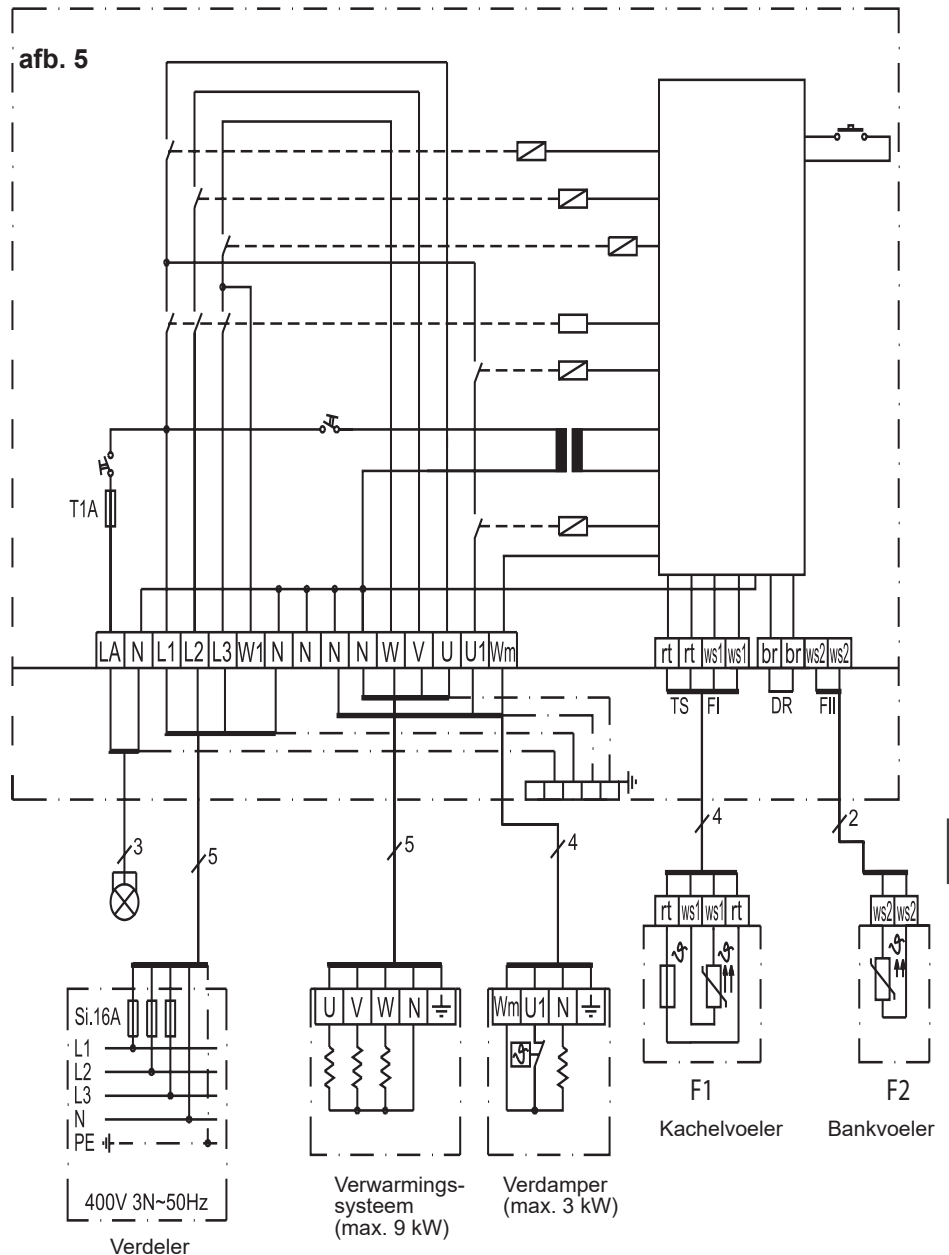 afb. 5
T1A
LA N L1 L2 L3 W1 N N N N W V U U1 Wm
rt rt ws1 ws1 br br ws2 ws2
TS FI DR FII
3 5 5 4 4 2
rt ws1 ws1 rt
ws2 ws2
ϑ ϑ
Si.16A
U V W N
Wm U1 N
ϑ
L1
L2
L3
N
PE
F1 F2
Kachelvoeler Bankvoeler
400V 3N~50Hz
Verwarmings-
systeem
(max. 9 kW)
Verdamper
(max. 3 kW)
Verdeler